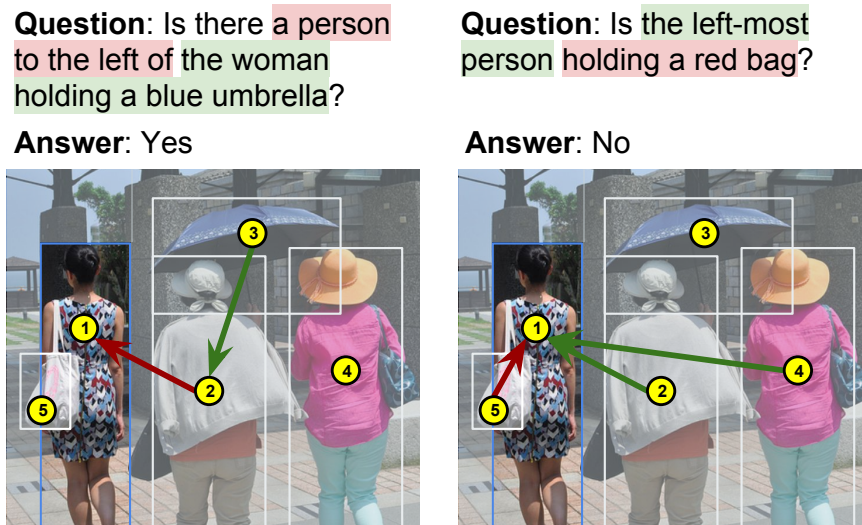 Question: Is there a person
to the left of the woman
holding a blue umbrella?
Answer: Yes
3
1
2
4
5
Question: Is the left-most
person holding a red bag?
Answer: No
3
1
2
4
5